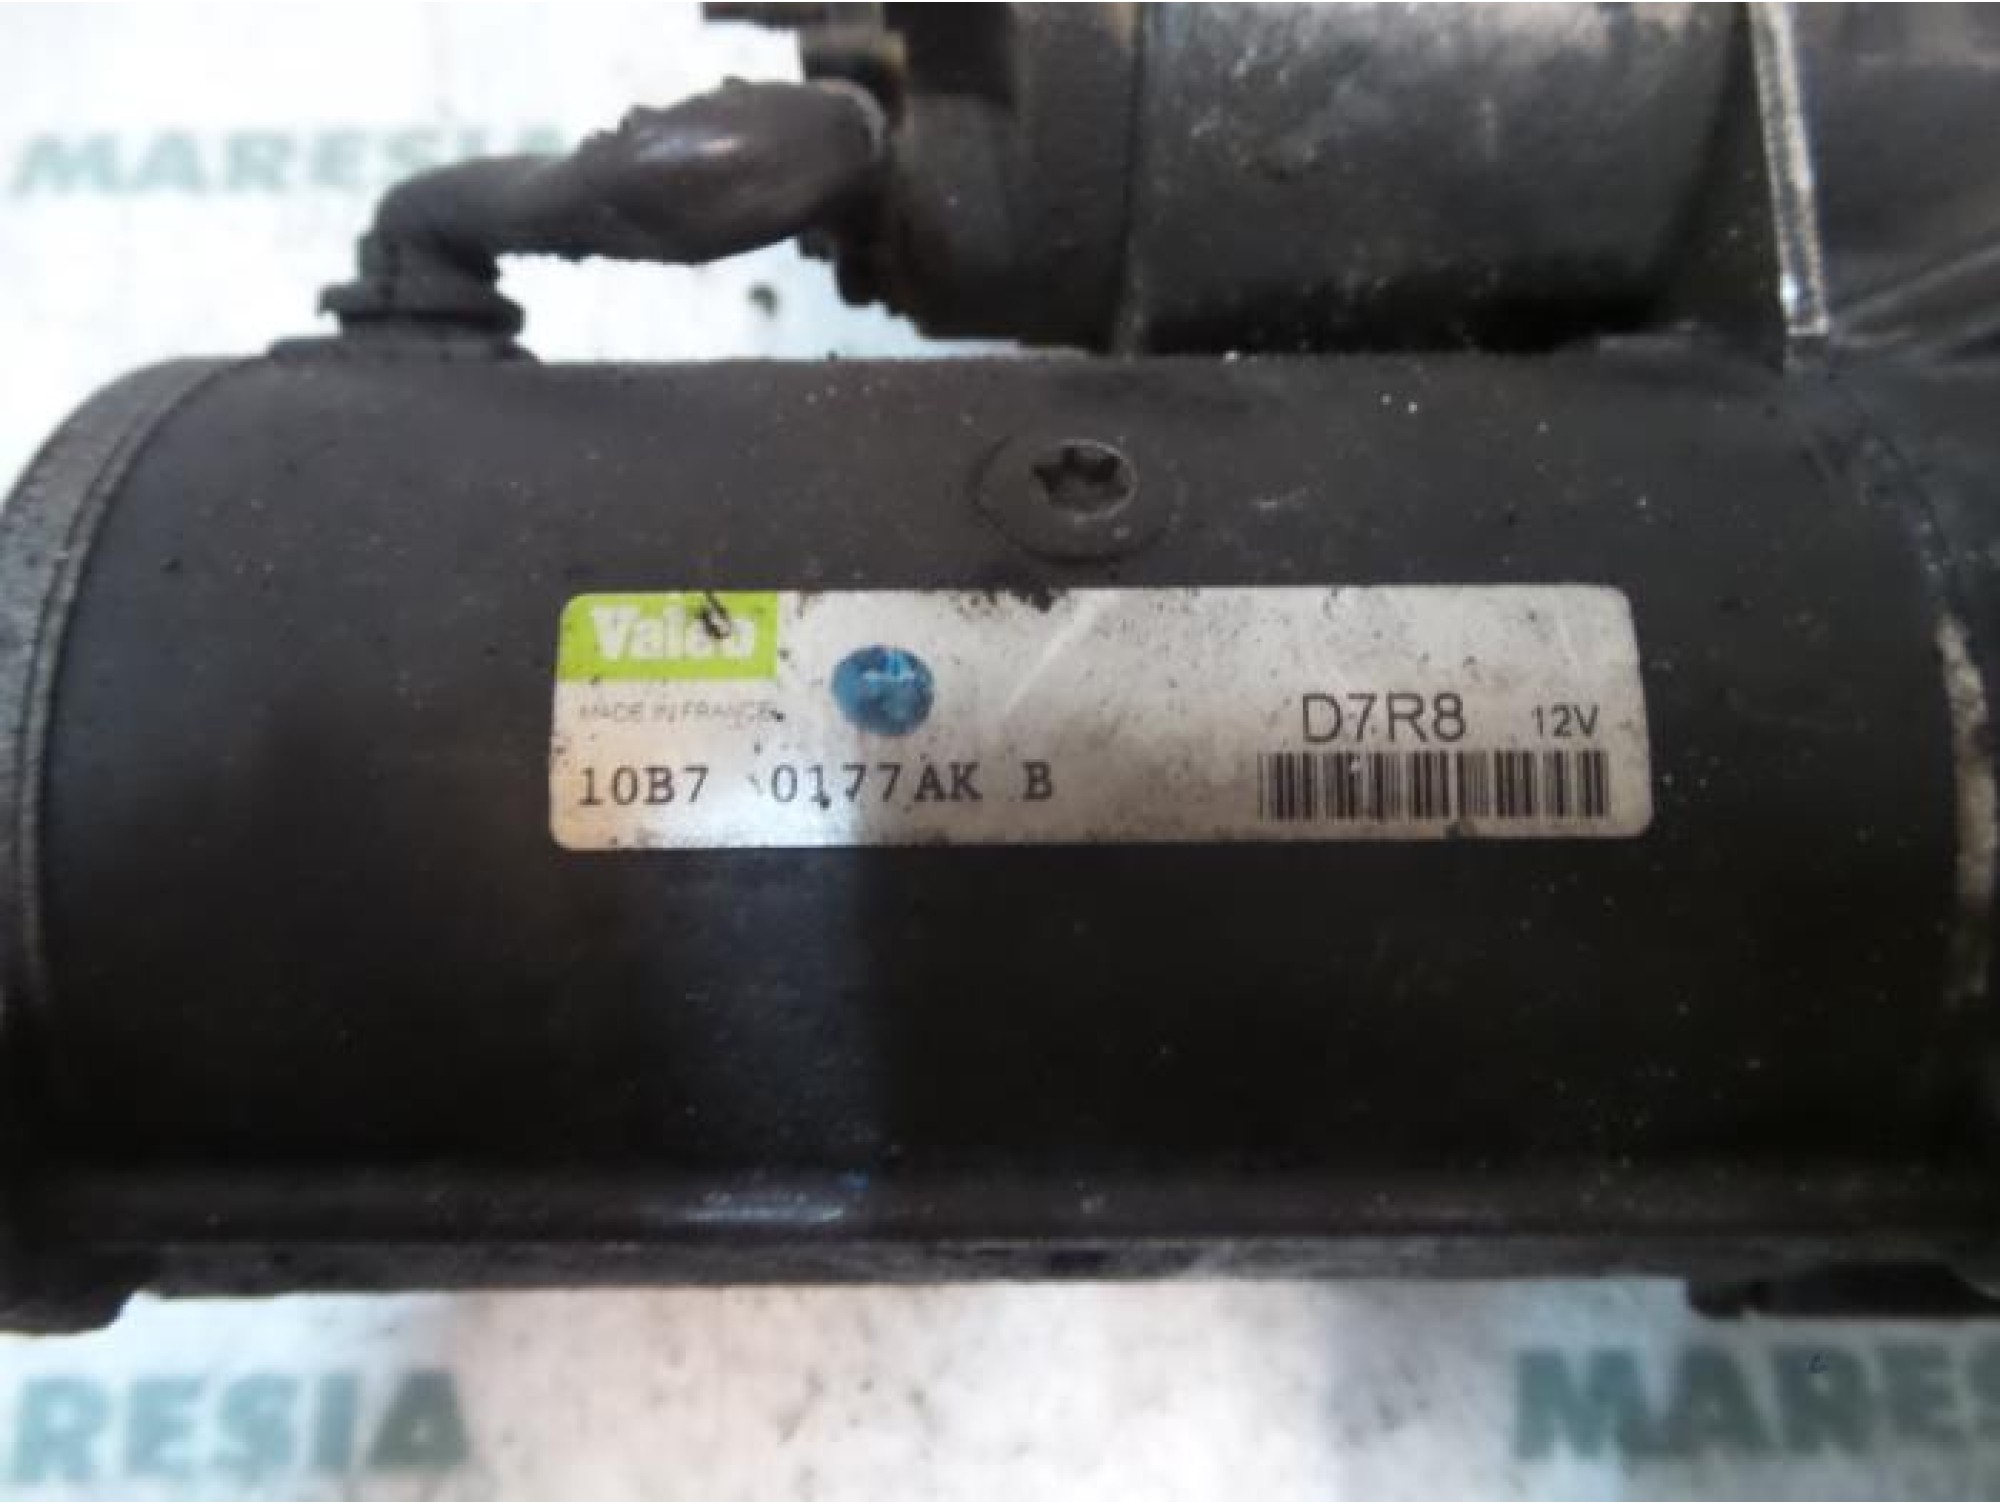 MARESIA
Valeo
MADE IN FRANCE
D7R8 12V
10B7 0177AK B
RESIA
MARES